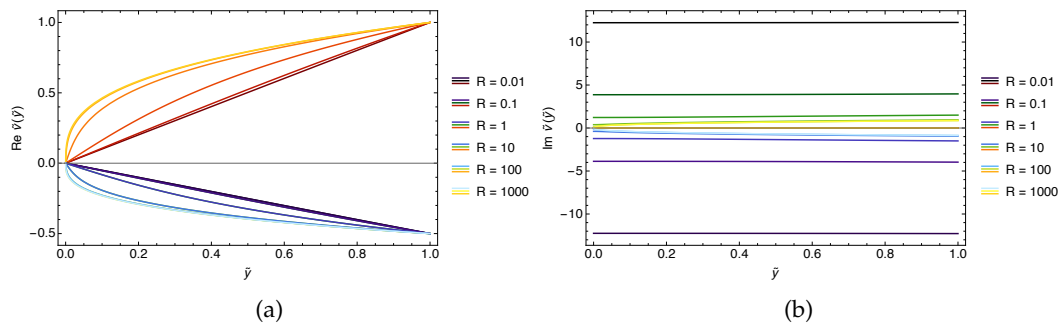 1.0
0.5
0.0
-0.5
Re ṽ(ỹ)
0.0
0.2
0.4
0.6
0.8
1.0
ỹ
R = 0.01
R = 0.1
R = 1
R = 10
R = 100
R = 1000
(a)
10
5
0
-5
-10
Im ṽ(ỹ)
0.0
0.2
0.4
0.6
0.8
1.0
ỹ
R = 0.01
R = 0.1
R = 1
R = 10
R = 100
R = 1000
(b)